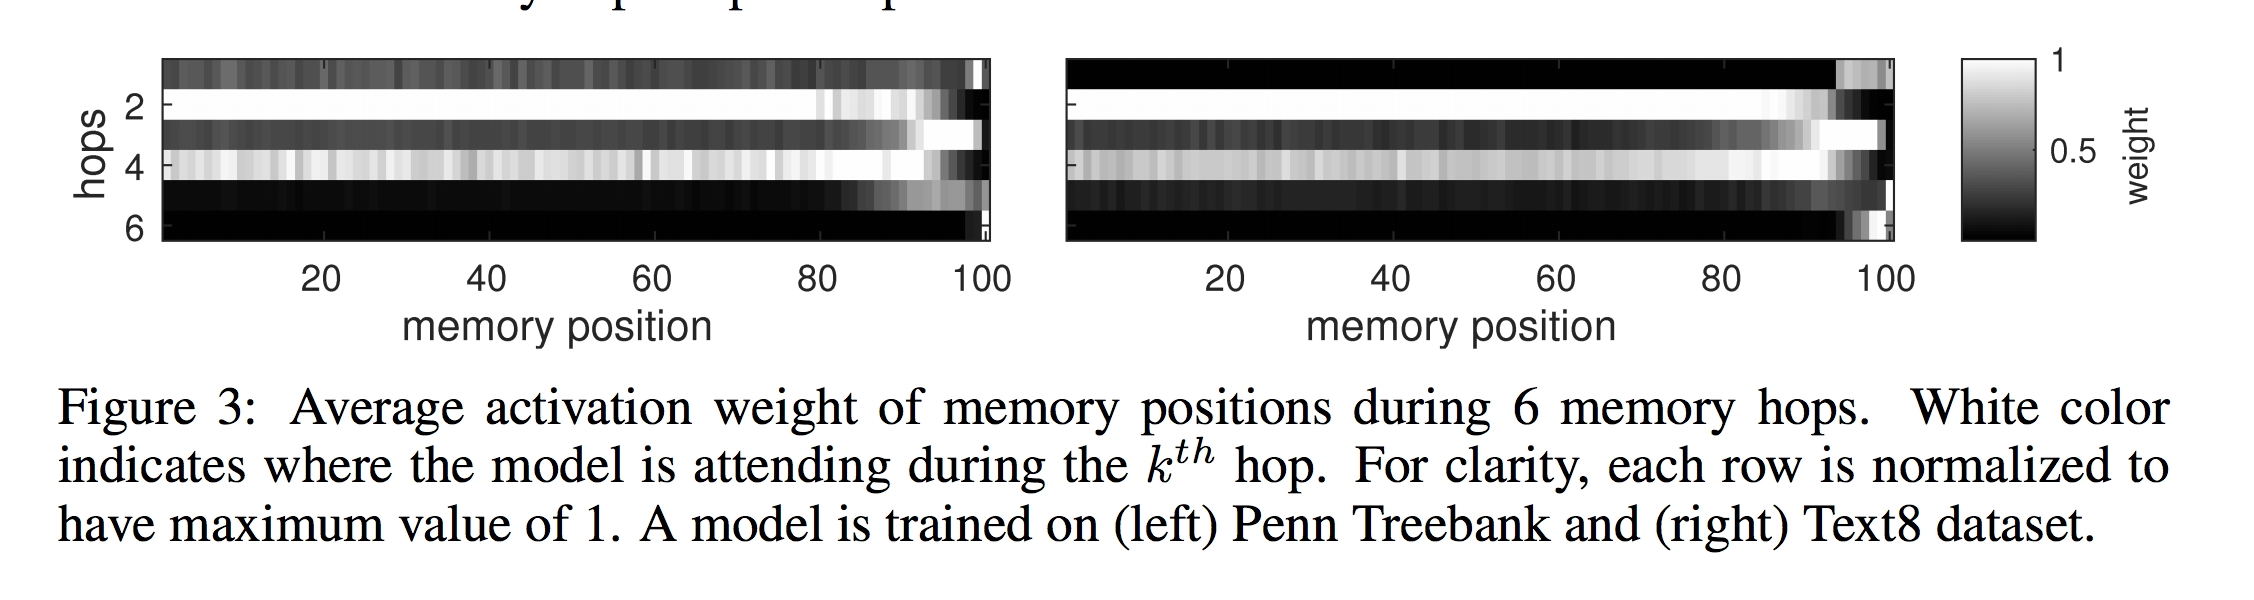 hops
2
4
6
20 40 60 80 100
memory position
20 40 60 80 100
memory position
1
0.5
weight
Figure 3: Average activation weight of memory positions during 6 memory hops. White color
indicates where the model is attending during the k^{th} hop. For clarity, each row is normalized to
have maximum value of 1. A model is trained on (left) Penn Treebank and (right) Text8 dataset.